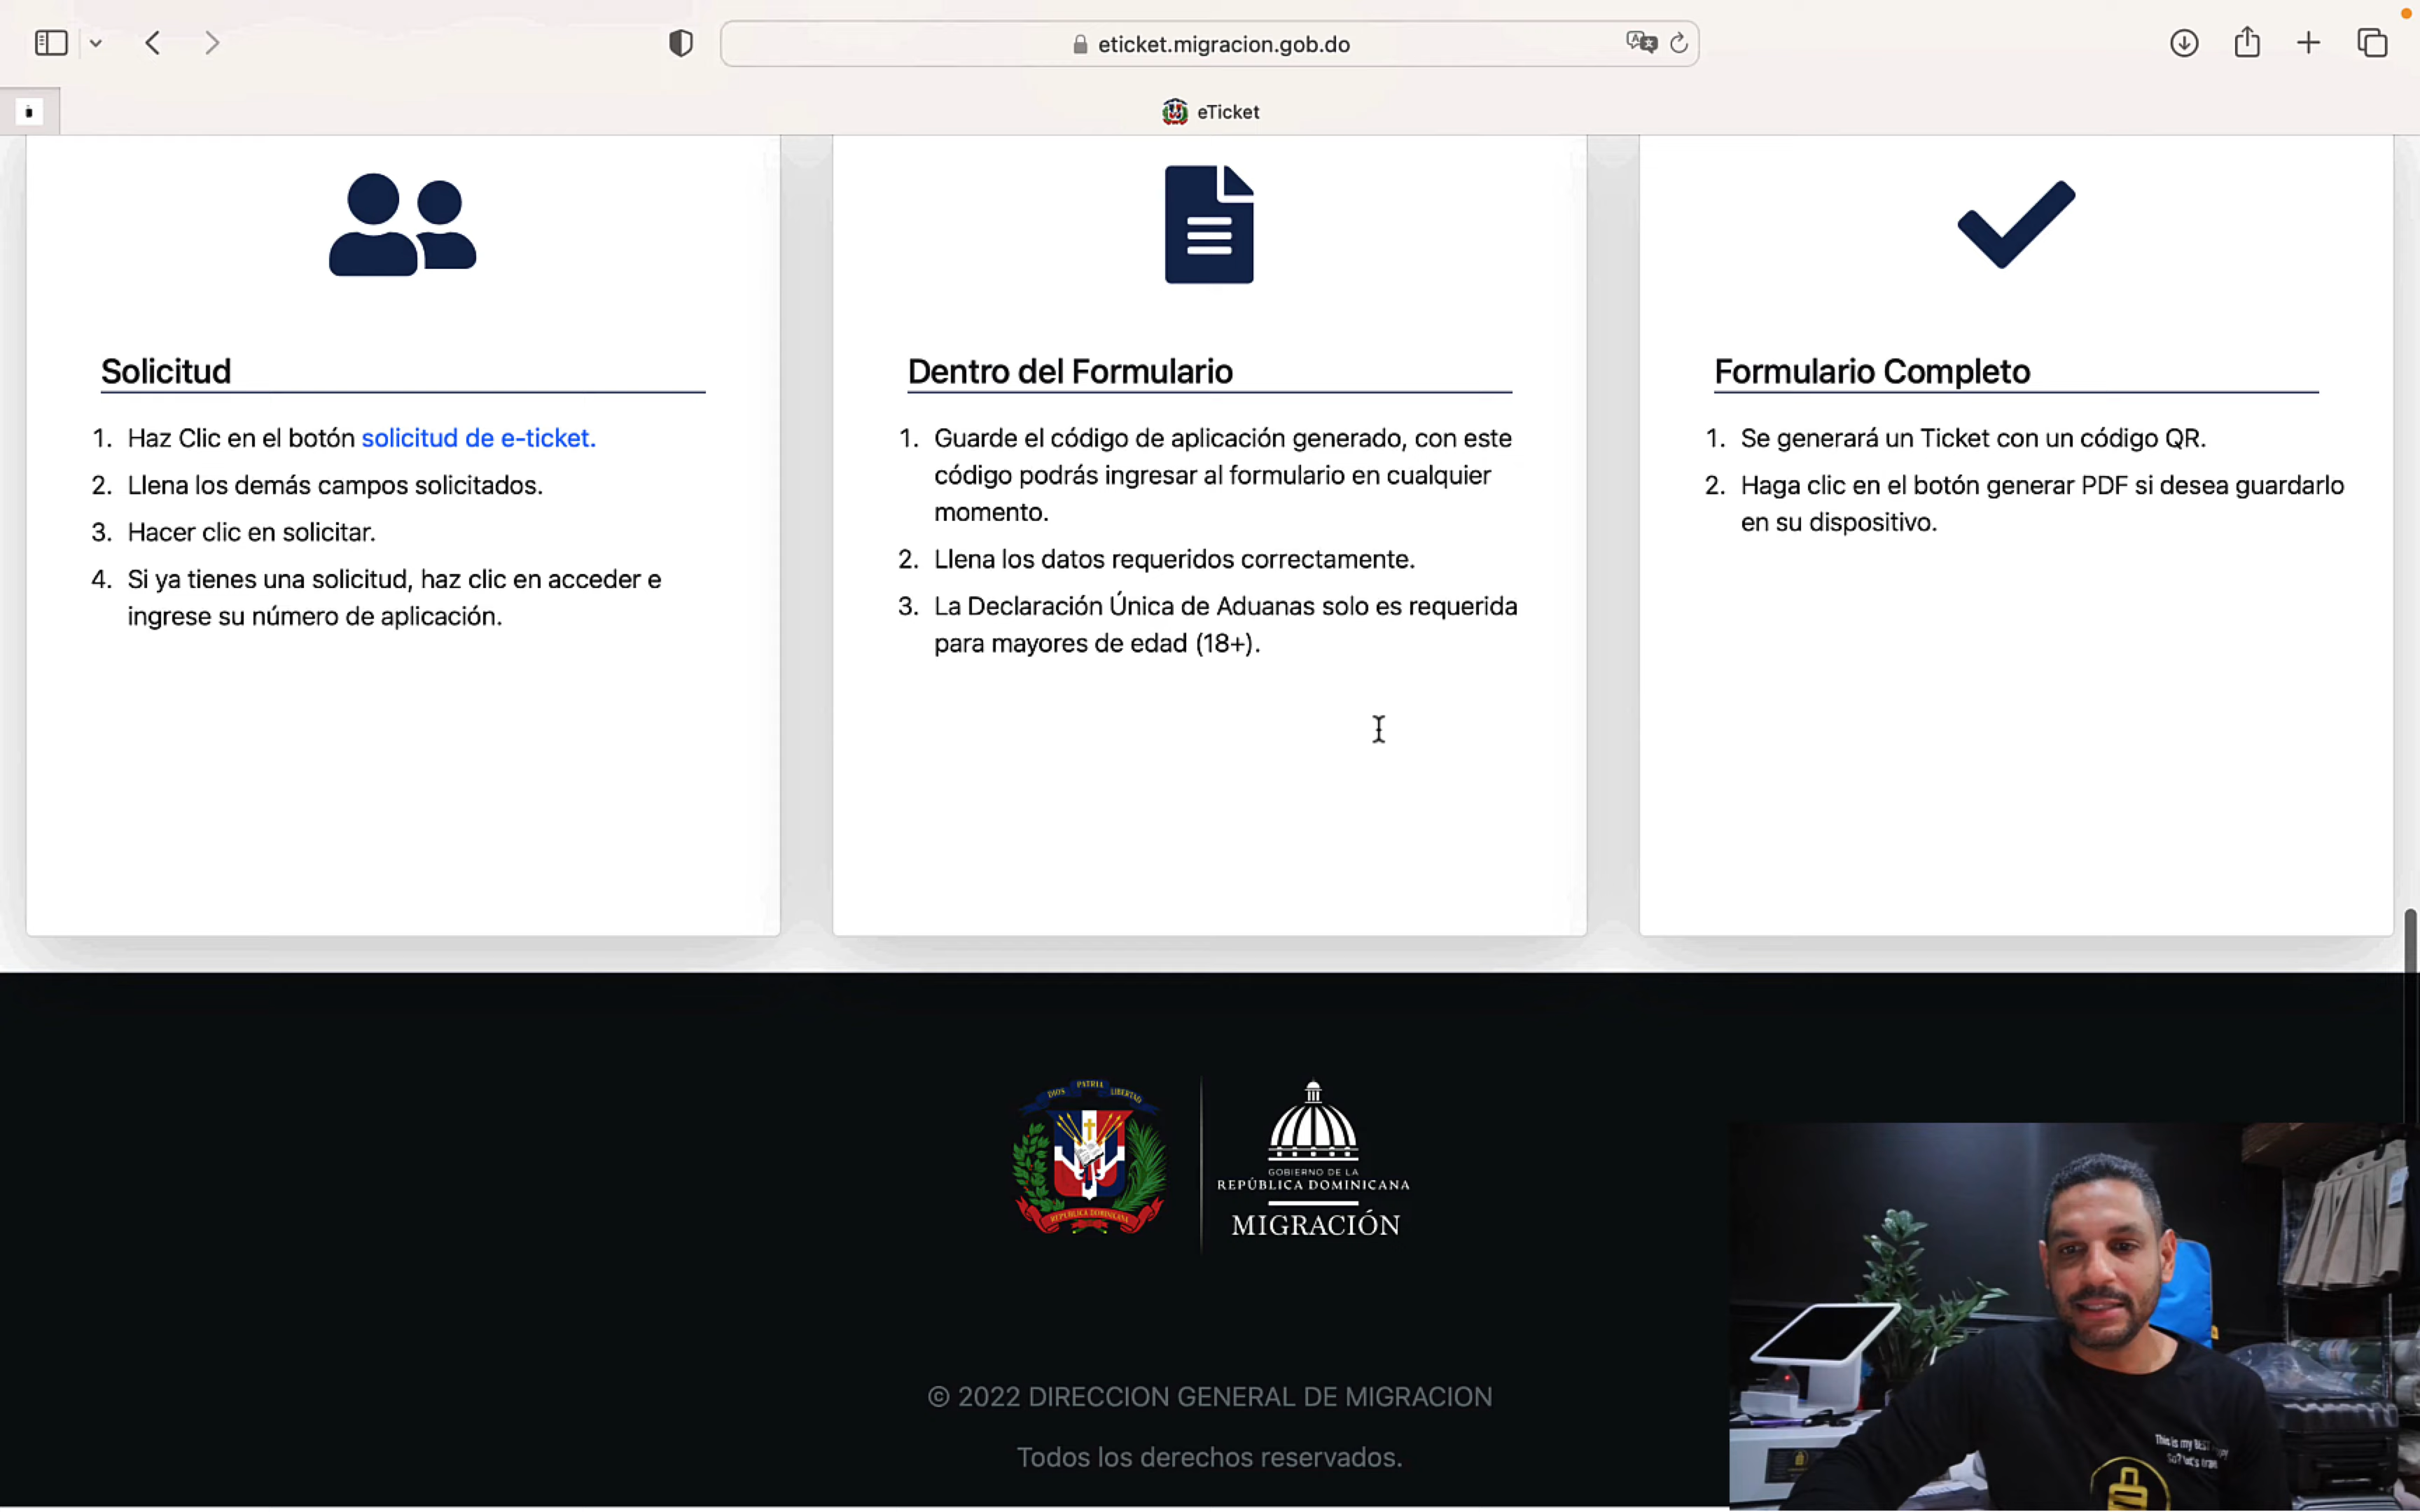 eticket.migracion.gob.do
eTicket
Solicitud
1. Haz Clic en el botón solicitud de e-ticket.
2. Llena los demás campos solicitados.
3. Hacer clic en solicitar.
4. Si ya tienes una solicitud, haz clic en acceder e
ingrese su número de aplicación.
Dentro del Formulario
1. Guarde el código de aplicación generado, con este
código podrás ingresar al formulario en cualquier
momento.
2. Llena los datos requeridos correctamente.
3. La Declaración Única de Aduanas solo es requerida
para mayores de edad (18+).
Formulario Completo
1. Se generará un Ticket con un código QR.
2. Haga clic en el botón generar PDF si desea guardarlo
en su dispositivo.
DIOS PATRIA LIBERTAD
REPÚBLICA DOMINICANA
GOBIERNO DE LA
REPÚBLICA DOMINICANA
MIGRACIÓN
© 2022 DIRECCION GENERAL DE MIGRACION
Todos los derechos reservados.
This is my BEST
So? let's